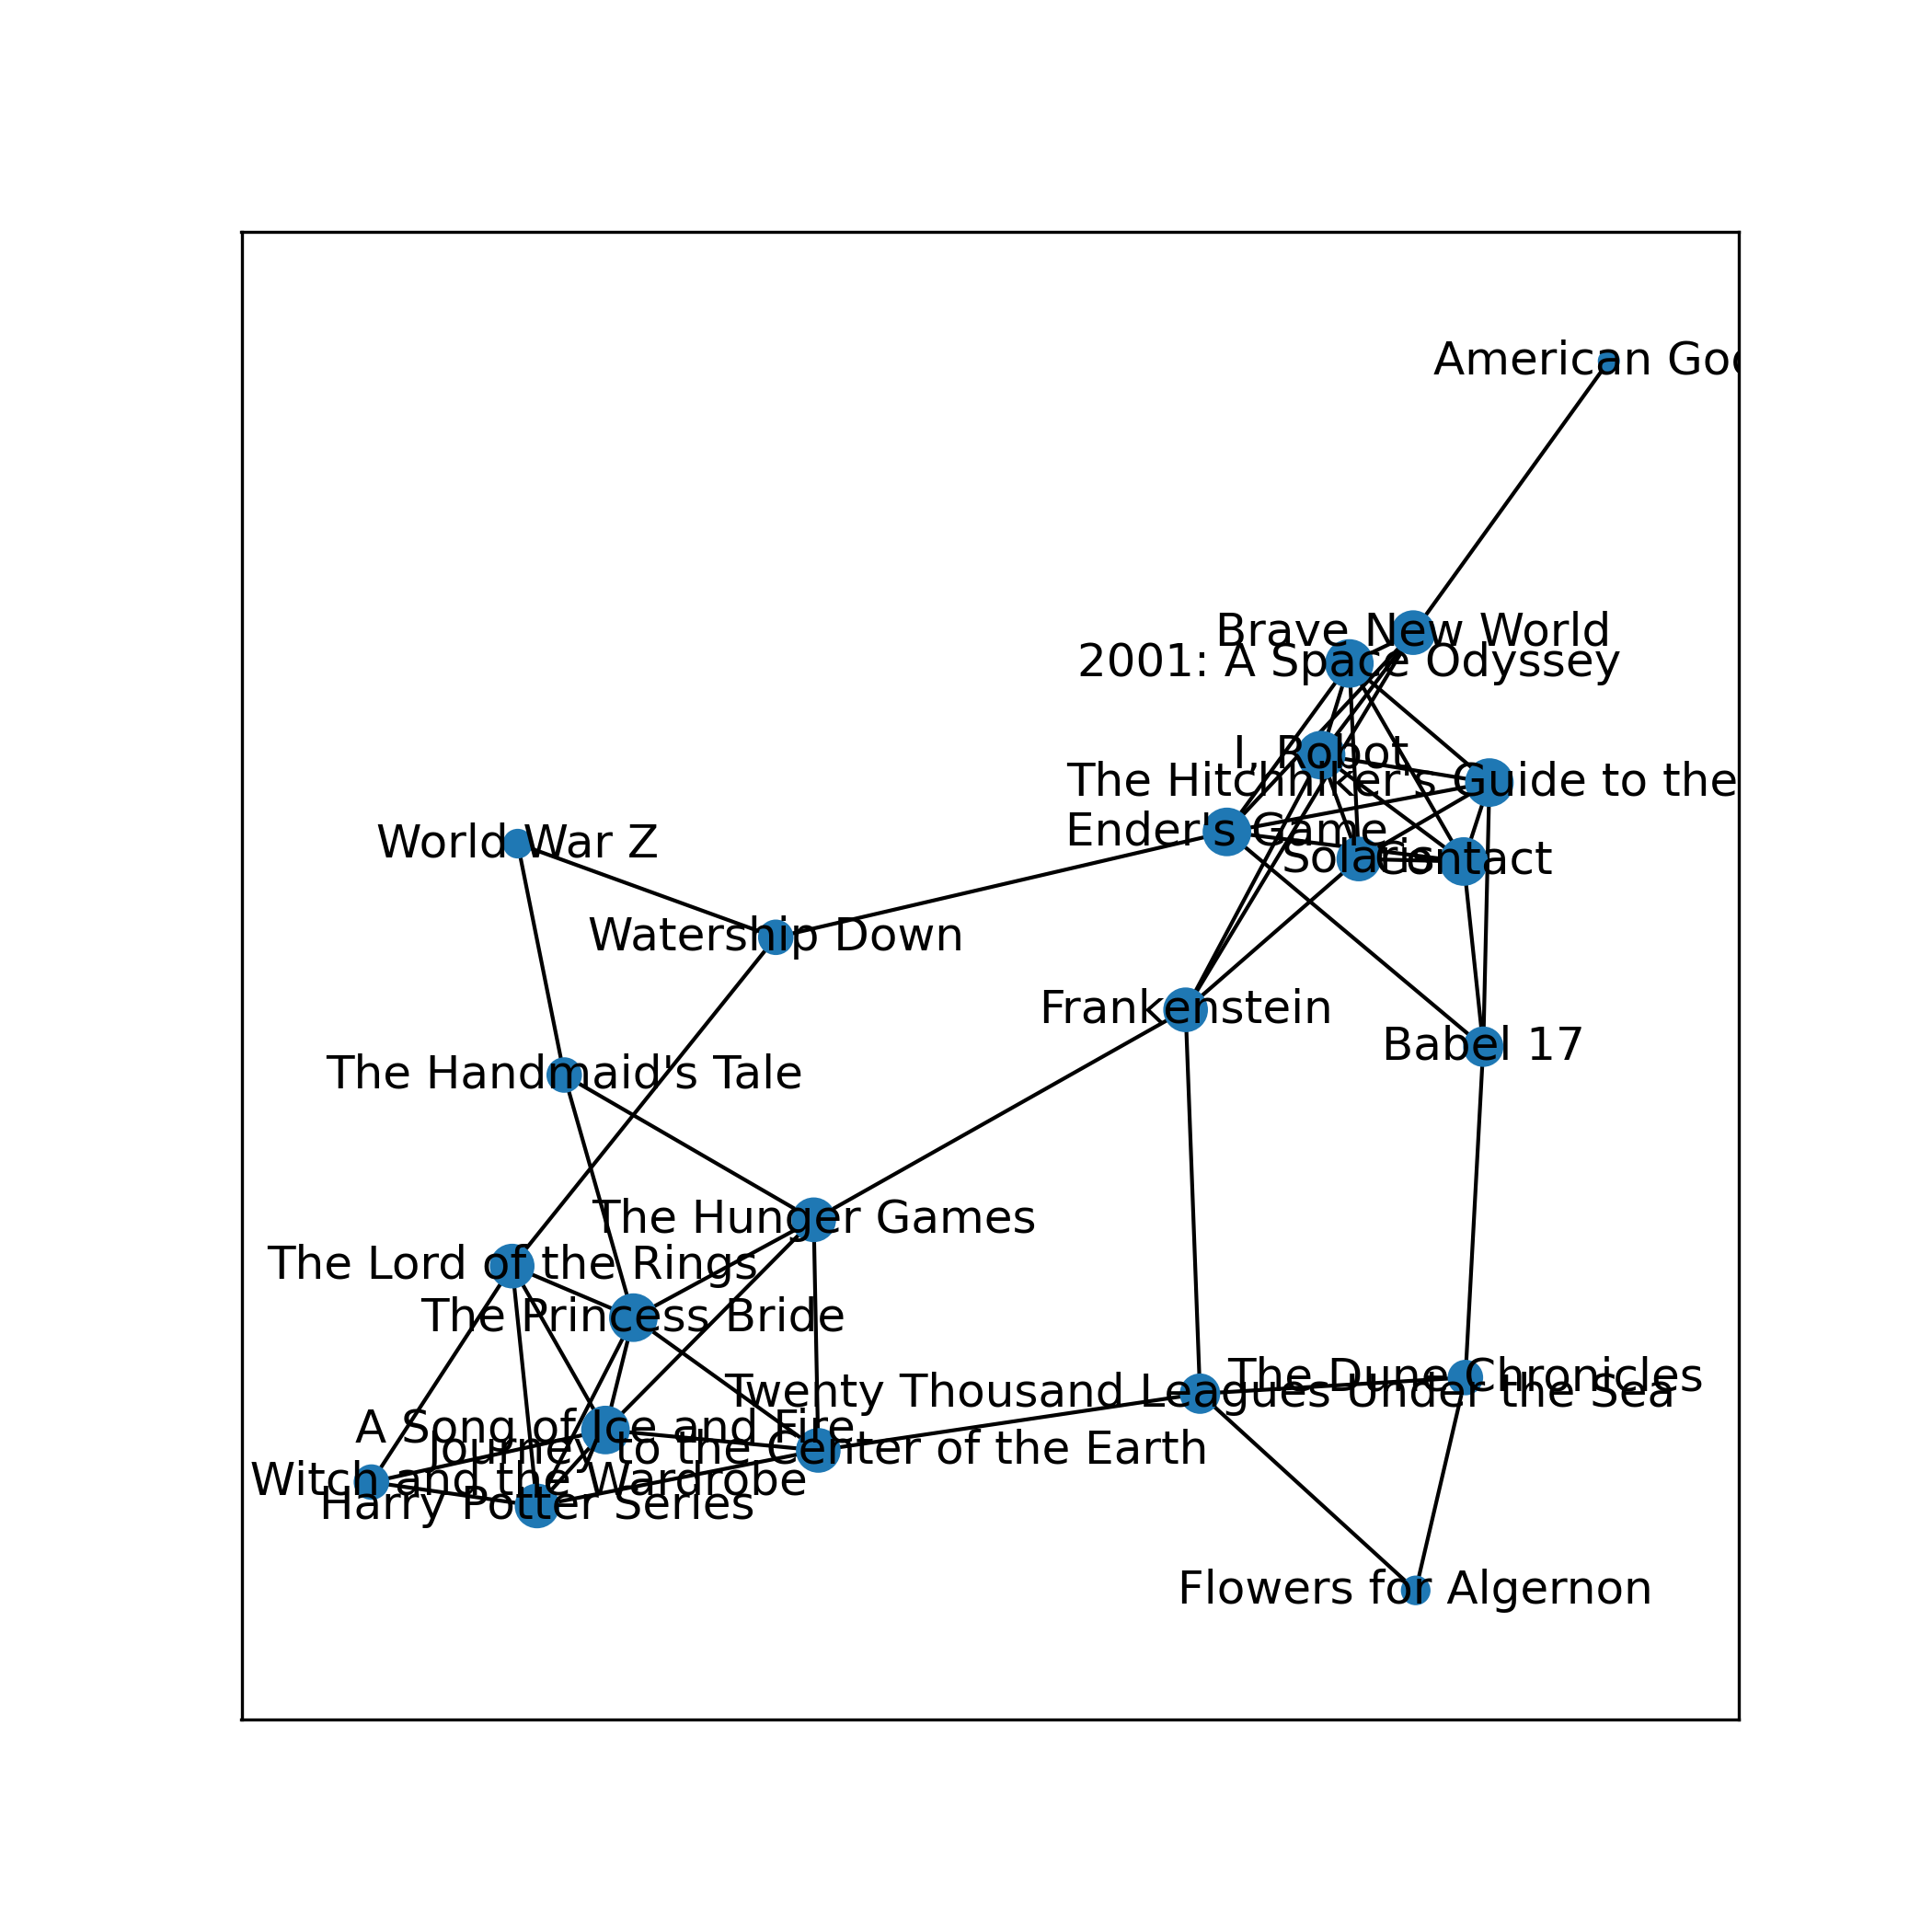 American Go
Brave New World
2001: A Space Odyssey
I, Robot
The Hitchhiker's Guide to the
Ender's Game
World War Z
Solaris
Contact
Watership Down
Frankenstein
Babel 17
The Handmaid's Tale
The Hunger Games
The Lord of the Rings
The Princess Bride
The Dune Chronicles
Twenty Thousand Leagues Under the Sea
A Song of Ice and Fire
Journey to the Center of the Earth
Witch and the Wardrobe
Harry Potter Series
Flowers for Algernon